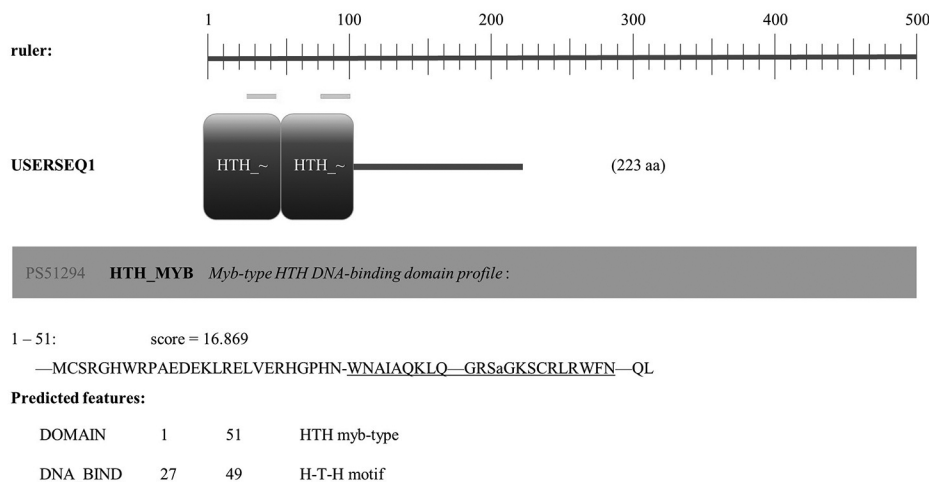 1 100 200 300 400 500
ruler:
USERSEQ1 HTH_~ HTH_~ (223 aa)
PS51294 HTH_MYB Myb-type HTH DNA-binding domain profile :
1 – 51: score = 16.869
—MCSRGHWRPAEDEKLRELVERHGPHN-WNAIAQKLQ—GRSaGKSCRLRWFN—QL
Predicted features:
DOMAIN 1 51 HTH myb-type
DNA_BIND 27 49 H-T-H motif